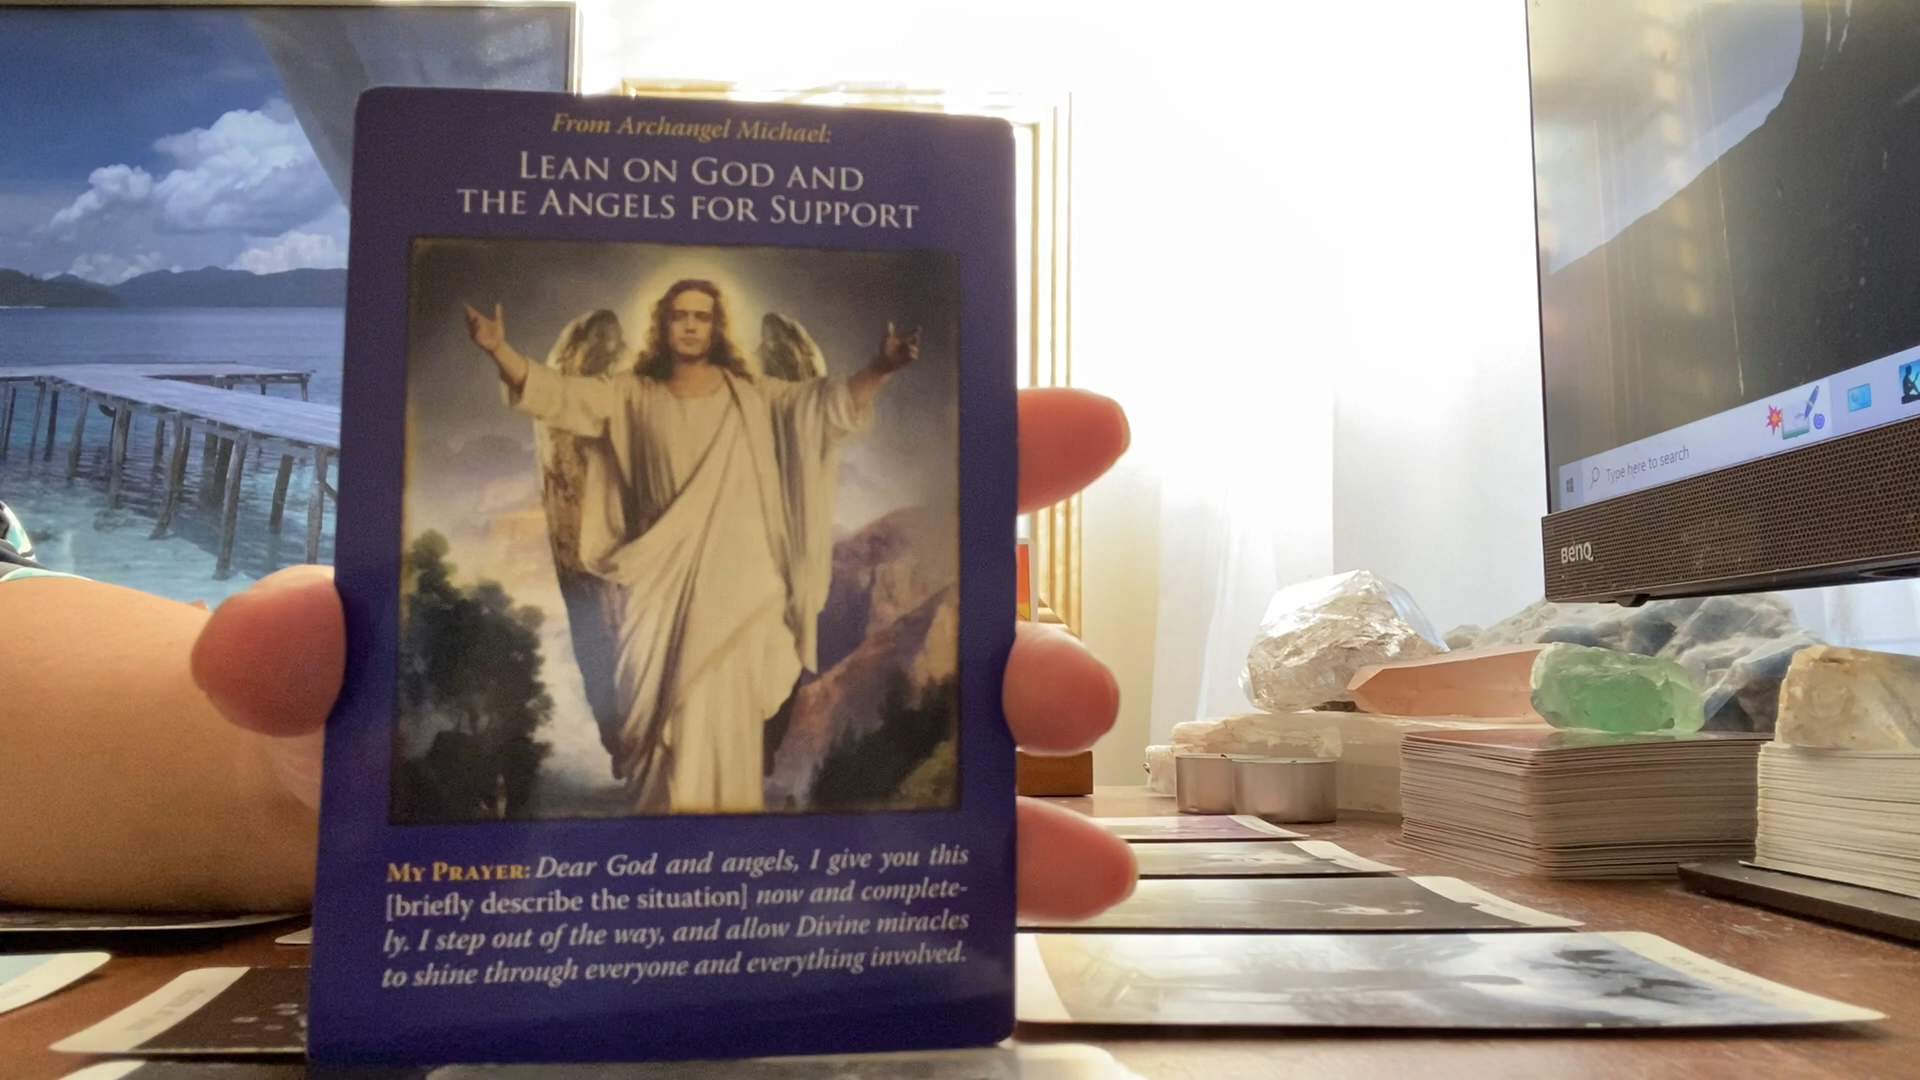 From Archangel Michael:
LEAN ON GOD AND
THE ANGELS FOR SUPPORT
MY PRAYER: Dear God and angels, I give you this
[briefly describe the situation] now and complete-
ly. I step out of the way, and allow Divine miracles
to shine through everyone and everything involved.
Type here to search
BenQ